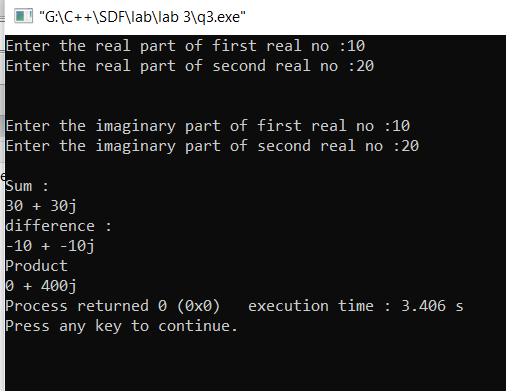 "G:\C++\SDF\lab\lab 3\q3.exe"
Enter the real part of first real no :10
Enter the real part of second real no :20
Enter the imaginary part of first real no :10
Enter the imaginary part of second real no :20
Sum :
30 + 30j
difference :
-10 + -10j
Product
0 + 400j
Process returned 0 (0x0)   execution time : 3.406 s
Press any key to continue.